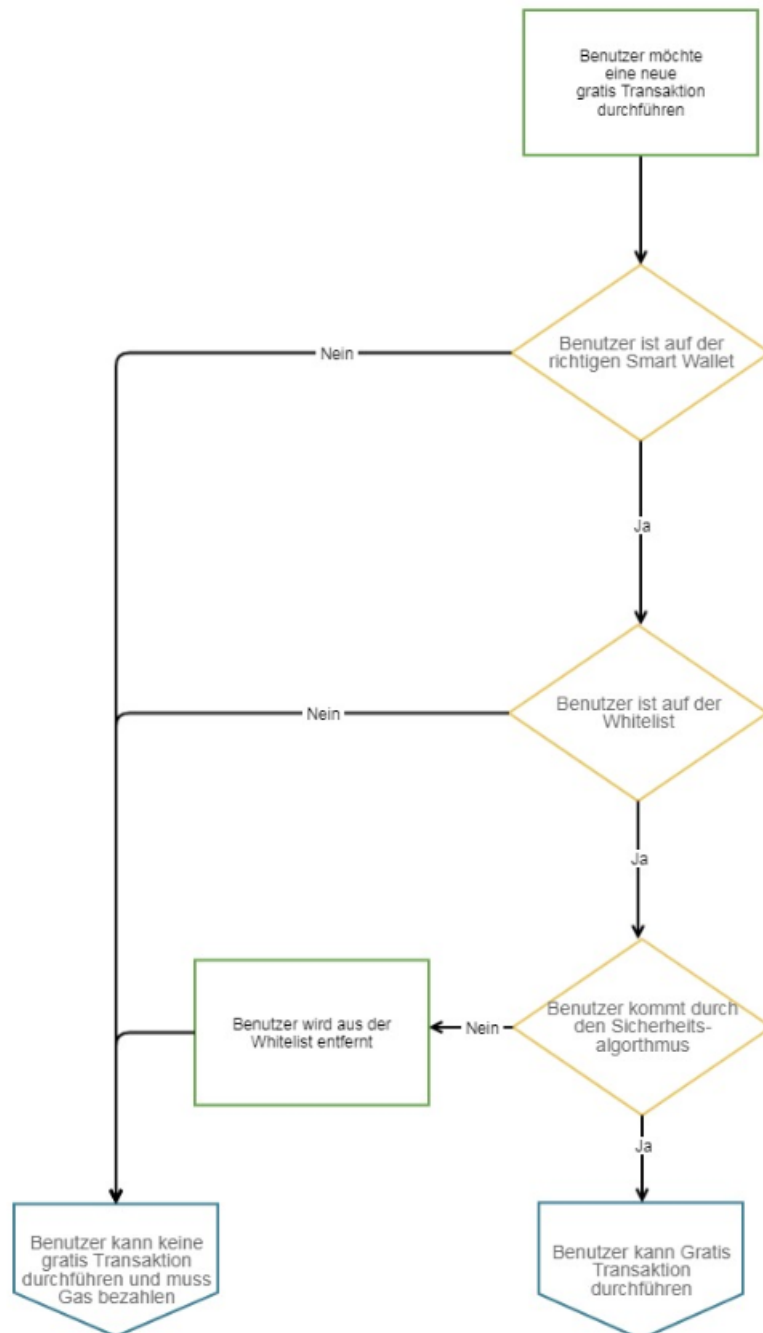 Benutzer möchte
eine neue
gratis Transaktion
durchführen
Benutzer ist auf der
richtigen Smart Wallet
Nein
Ja
Benutzer ist auf der
Whitelist
Nein
Ja
Benutzer kommt durch
den Sicherheits-
algorthmus
Nein
Benutzer wird aus der
Whitelist entfernt
Ja
Benutzer kann keine
gratis Transaktion
durchführen und muss
Gas bezahlen
Benutzer kann Gratis
Transaktion
durchführen